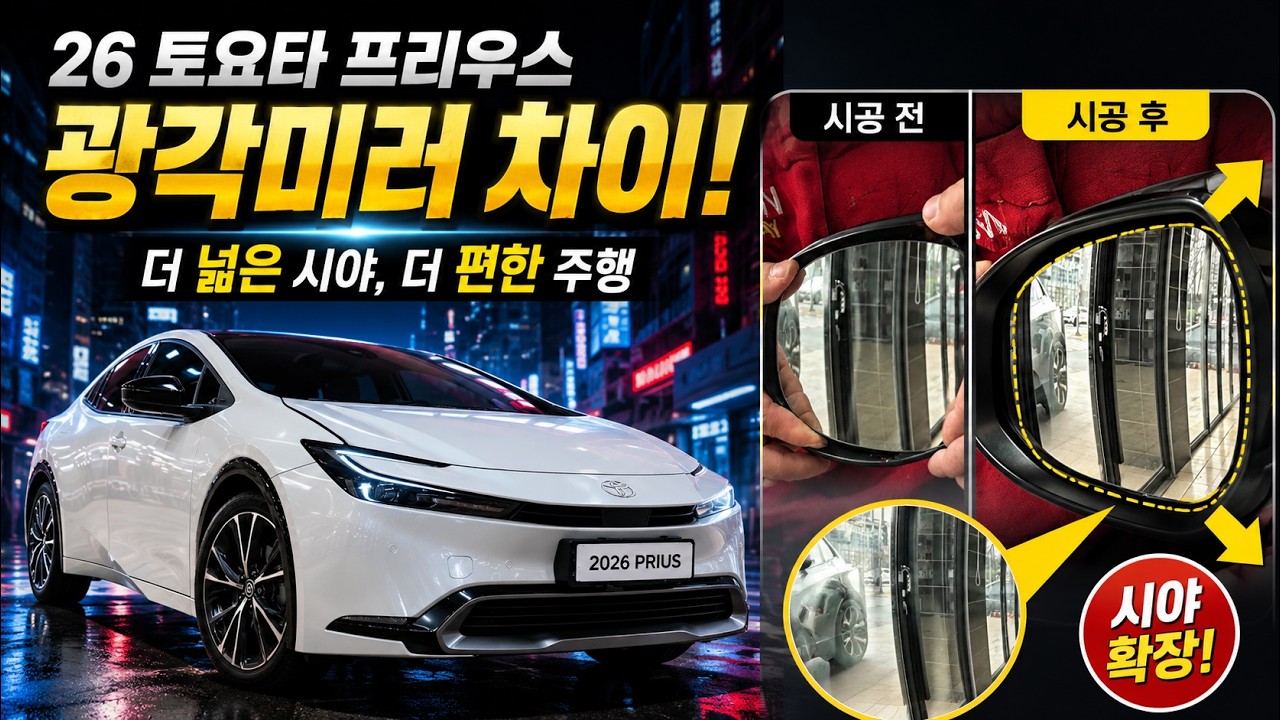 26 토요타 프리우스
광각미러 차이!
더 넓은 시야, 더 편한 주행
2026 PRIUS
시공 전
시공 후
시야
확장!